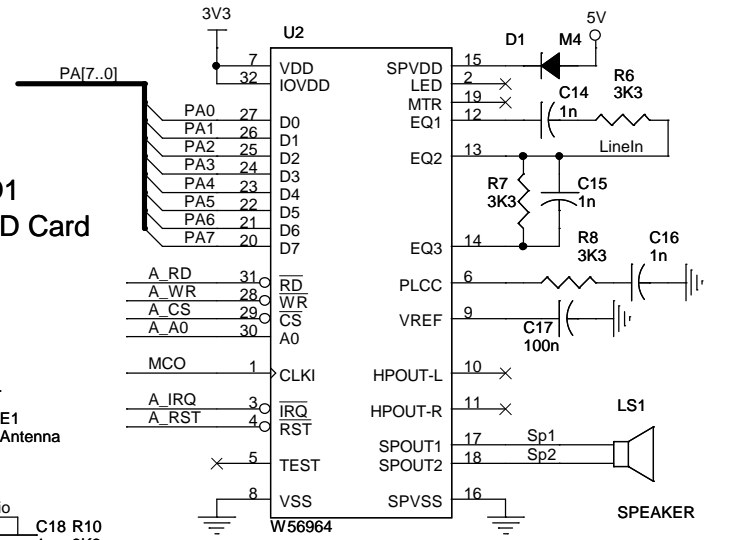 3V3
U2
5V
D1 M4
PA[7..0]
7 VDD
32 IOVDD
PA0 27 D0
PA1 26 D1
PA2 25 D2
PA3 24 D3
PA4 23 D4
PA5 22 D5
PA6 21 D6
PA7 20 D7
A_RD 31 RD
A_WR 28 WR
A_CS 29 CS
A_A0 30 A0
MCO 1 CLKI
A_IRQ 3 IRQ
A_RST 4 RST
5 TEST
8 VSS
W56964
SPVDD 15
LED 2
MTR 19
EQ1 12
C14
1n
R6
3K3
EQ2 13
LineIn
R7
3K3
C15
1n
EQ3 14
R8
3K3
C16
1n
PLCC 6
VREF 9
C17
100n
HPOUT-L 10
HPOUT-R 11
SPOUT1 17 Sp1
SPOUT2 18 Sp2
SPVSS 16
LS1
SPEAKER
D Card
E1
Antenna
C18 R10